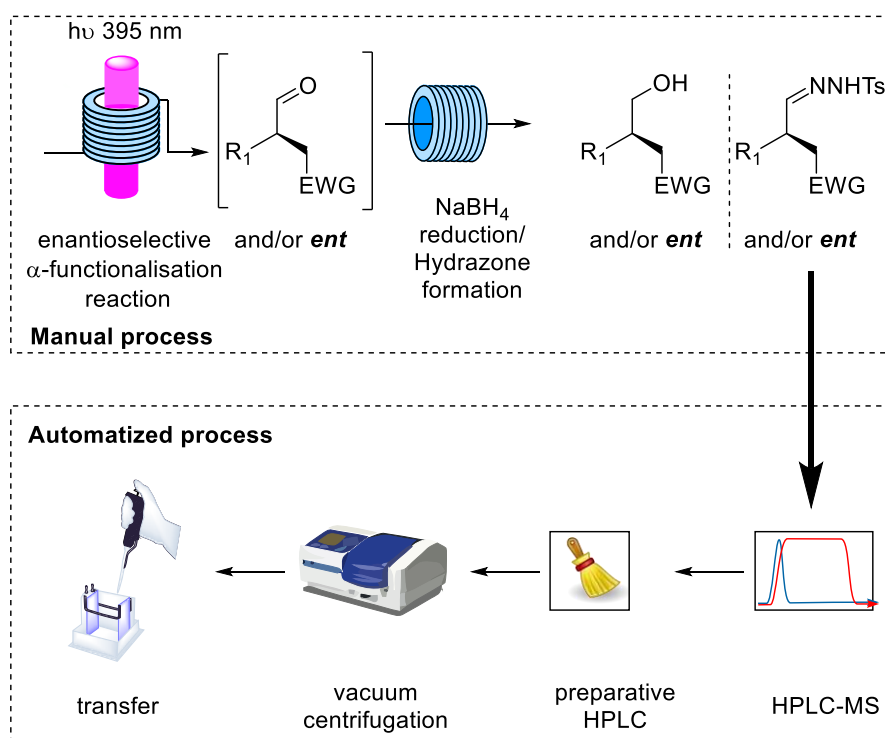 hυ 395 nm
O
R1
EWG
OH
R1
EWG
NNHTs
R1
EWG
enantioselective
α-functionalisation
reaction
and/or ent
NaBH4
reduction/
Hydrazone
formation
and/or ent
and/or ent
Manual process
Automatized process
transfer
vacuum
centrifugation
preparative
HPLC
HPLC-MS